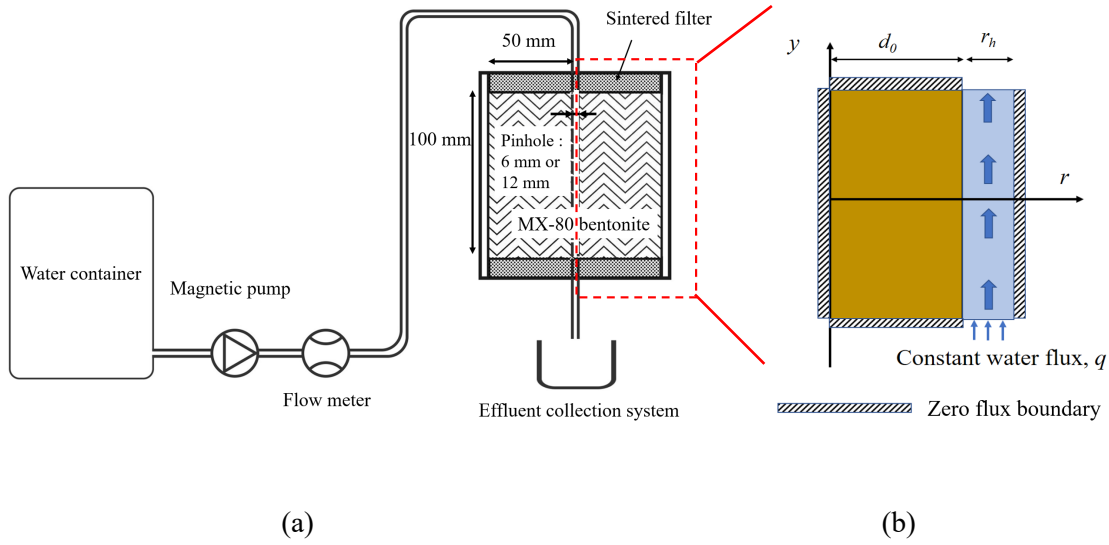 Sintered filter
50 mm
y
d₀
rₕ
100 mm
Pinhole :
6 mm or
12 mm
r
MX-80 bentonite
Water container
Magnetic pump
Flow meter
Effluent collection system
Constant water flux, q
Zero flux boundary
(a)
(b)